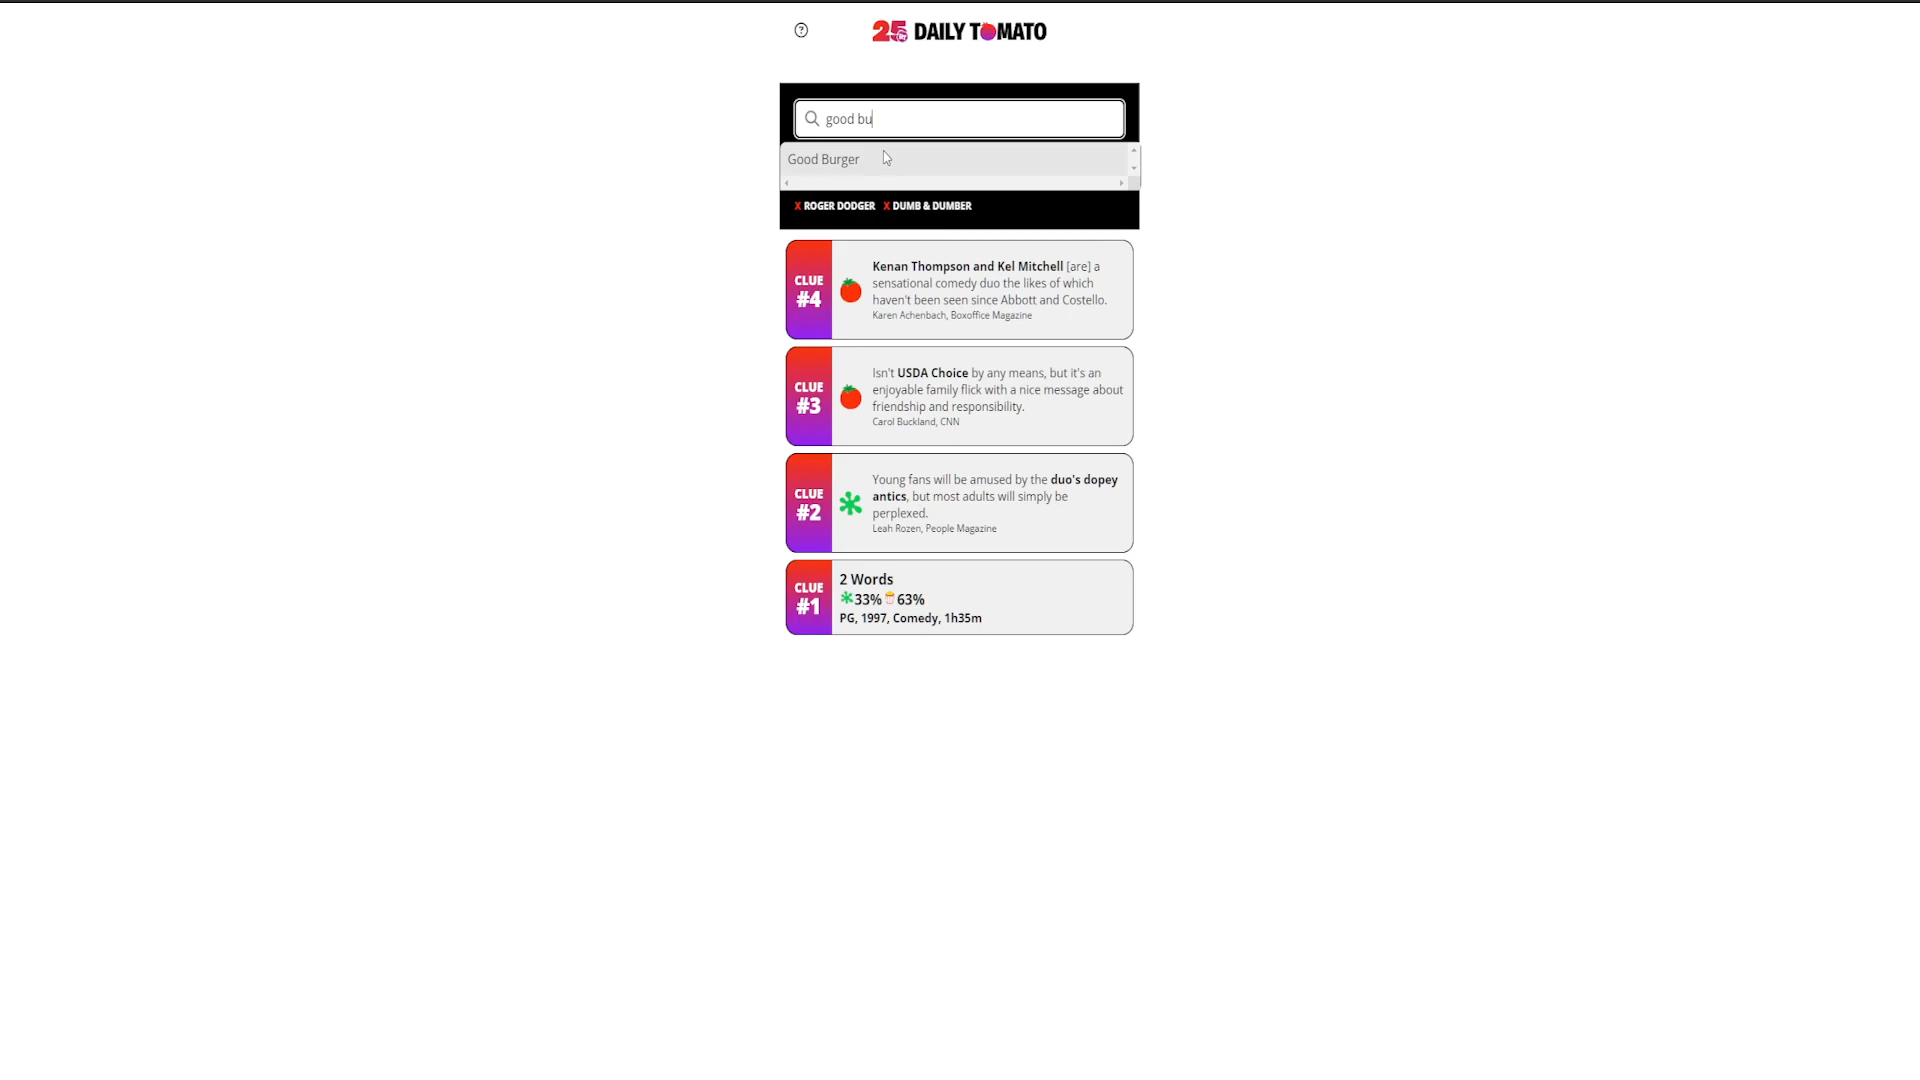 25 DAILY TOMATO
good bu
Good Burger
X ROGER DODGER X DUMB & DUMBER
CLUE
#4
Kenan Thompson and Kel Mitchell [are] a
sensational comedy duo the likes of which
haven't been seen since Abbott and Costello.
Karen Achenbach, Boxoffice Magazine
CLUE
#3
Isn't USDA Choice by any means, but it's an
enjoyable family flick with a nice message about
friendship and responsibility.
Carol Buckland, CNN
CLUE
#2
Young fans will be amused by the duo's dopey
antics, but most adults will simply be
perplexed.
Leah Rozen, People Magazine
CLUE
#1
2 Words
33% 63%
PG, 1997, Comedy, 1h35m